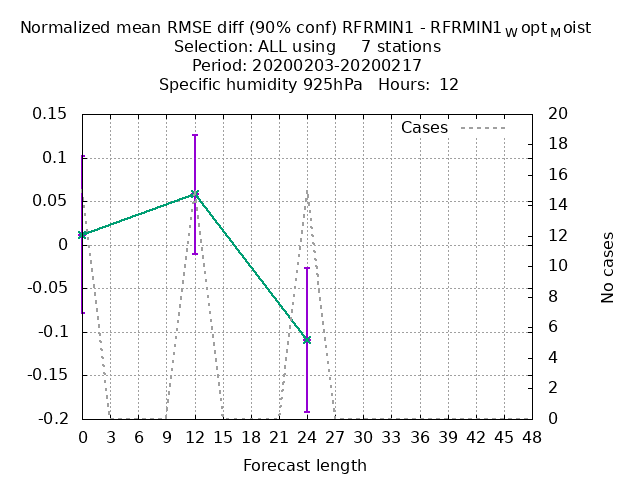 Normalized mean RMSE diff (90% conf) RFRMIN1 - RFRMIN1WoptMoist
Selection: ALL using 7 stations
Period: 20200203-20200217
Specific humidity 925hPa Hours: 12
Cases
0.15
0.1
0.05
0
-0.05
-0.1
-0.15
-0.2
20
18
16
14
12
10
8
6
4
2
0
No cases
0 3 6 9 12 15 18 21 24 27 30 33 36 39 42 45 48
Forecast length